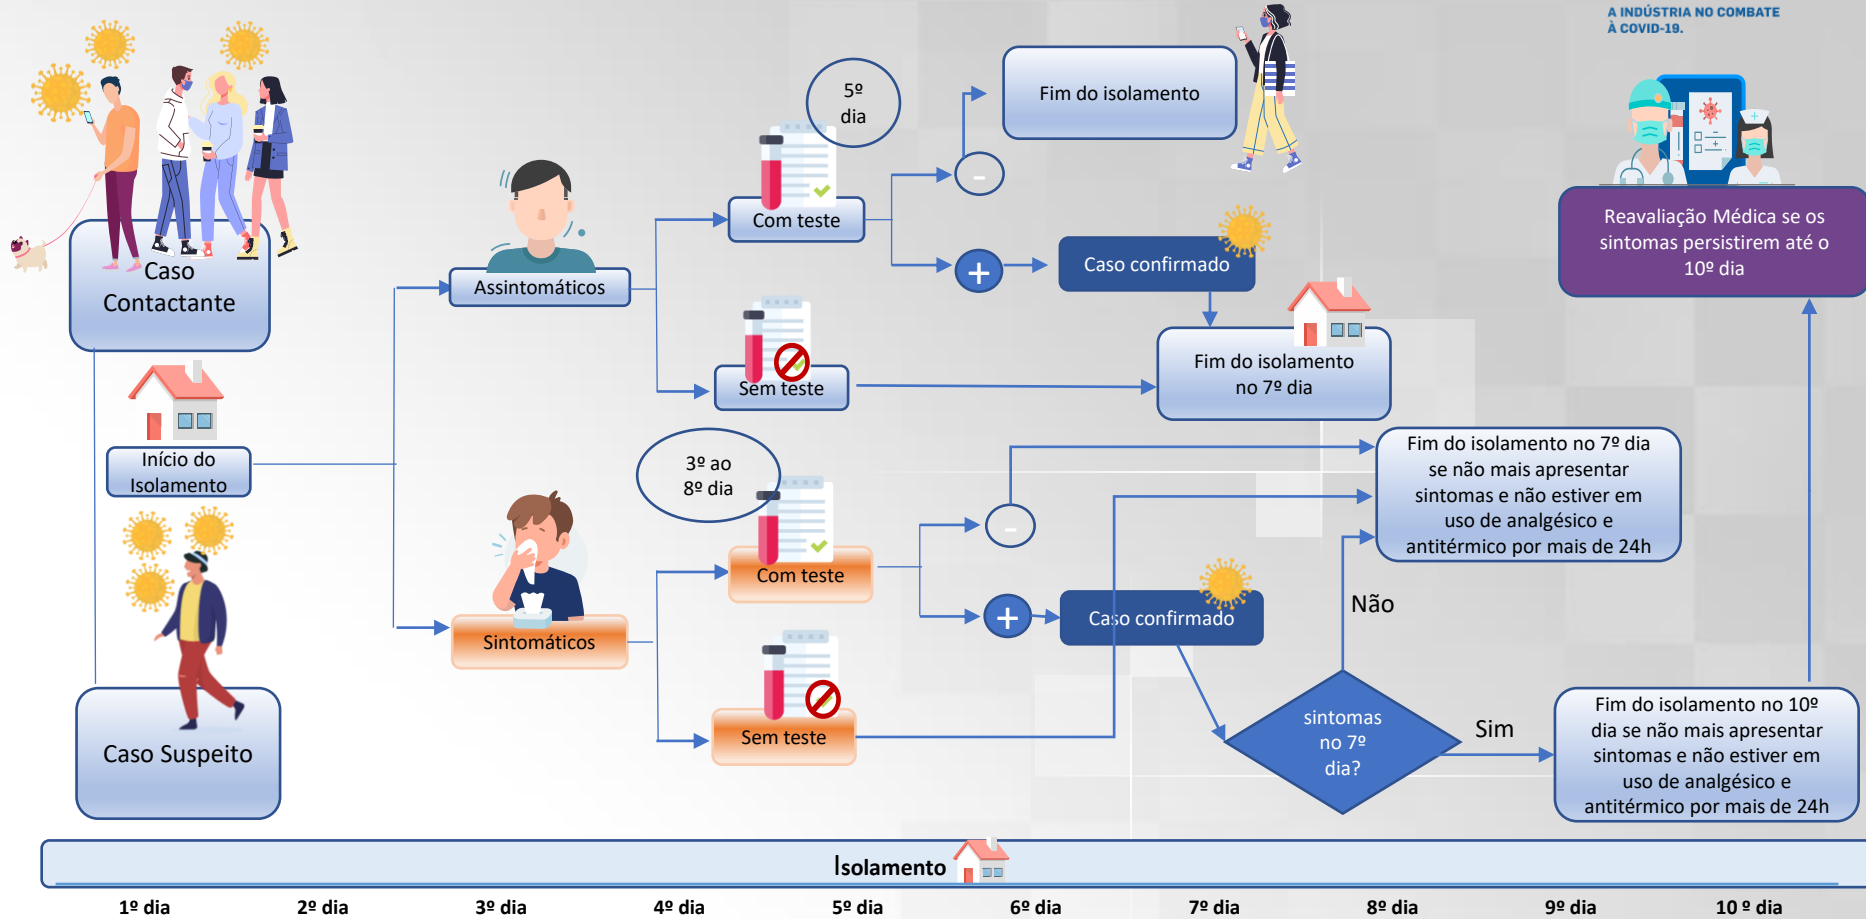 A INDÚSTRIA NO COMBATE
À COVID-19.
5º
dia
Fim do isolamento
-
Com teste
Reavaliação Médica se os
sintomas persistirem até o
10º dia
Caso
Contactante
Assintomáticos
+
Caso confirmado
Sem teste
Fim do isolamento
no 7º dia
Início do
Isolamento
3º ao
8º dia
Fim do isolamento no 7º dia
se não mais apresentar
sintomas e não estiver em
uso de analgésico e
antitérmico por mais de 24h
-
Com teste
Não
+
Caso confirmado
Sintomáticos
Caso Suspeito
Sem teste
sintomas
no 7º
dia?
Sim
Fim do isolamento no 10º
dia se não mais apresentar
sintomas e não estiver em
uso de analgésico e
antitérmico por mais de 24h
Isolamento
1º dia 2º dia 3º dia 4º dia 5º dia 6º dia 7º dia 8º dia 9º dia 10 º dia